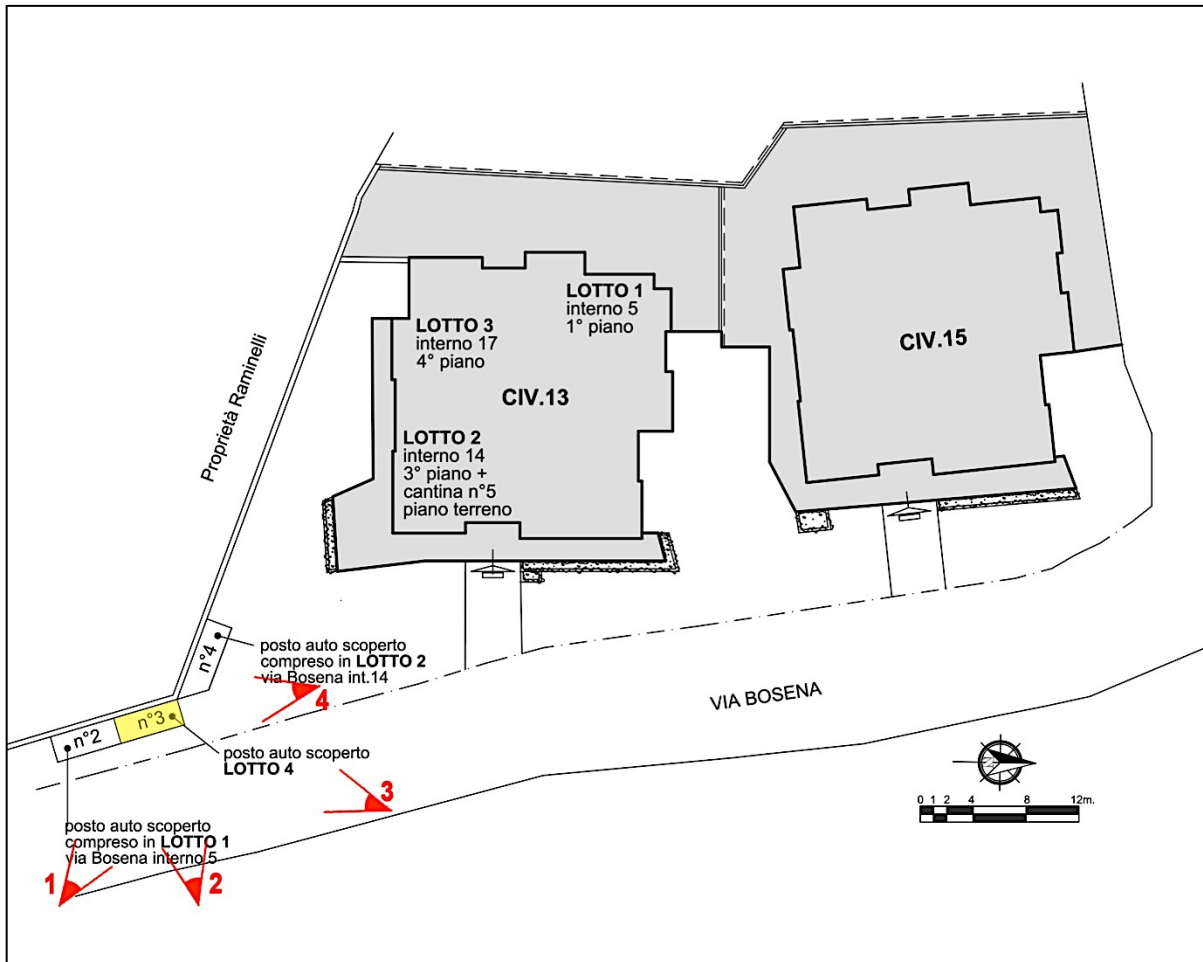 LOTTO 1
interno 5
1° piano
LOTTO 3
interno 17
4° piano
CIV.13
CIV.15
LOTTO 2
interno 14
3° piano +
cantina n°5
piano terreno
Proprietà Raminelli
n°4
posto auto scoperto
compreso in LOTTO 2
via Bosena int.14
4
n°3
n°2
posto auto scoperto
LOTTO 4
VIA BOSENA
3
0 1 2 4 8 12m.
posto auto scoperto
compreso in LOTTO 1
via Bosena interno 5
1
2